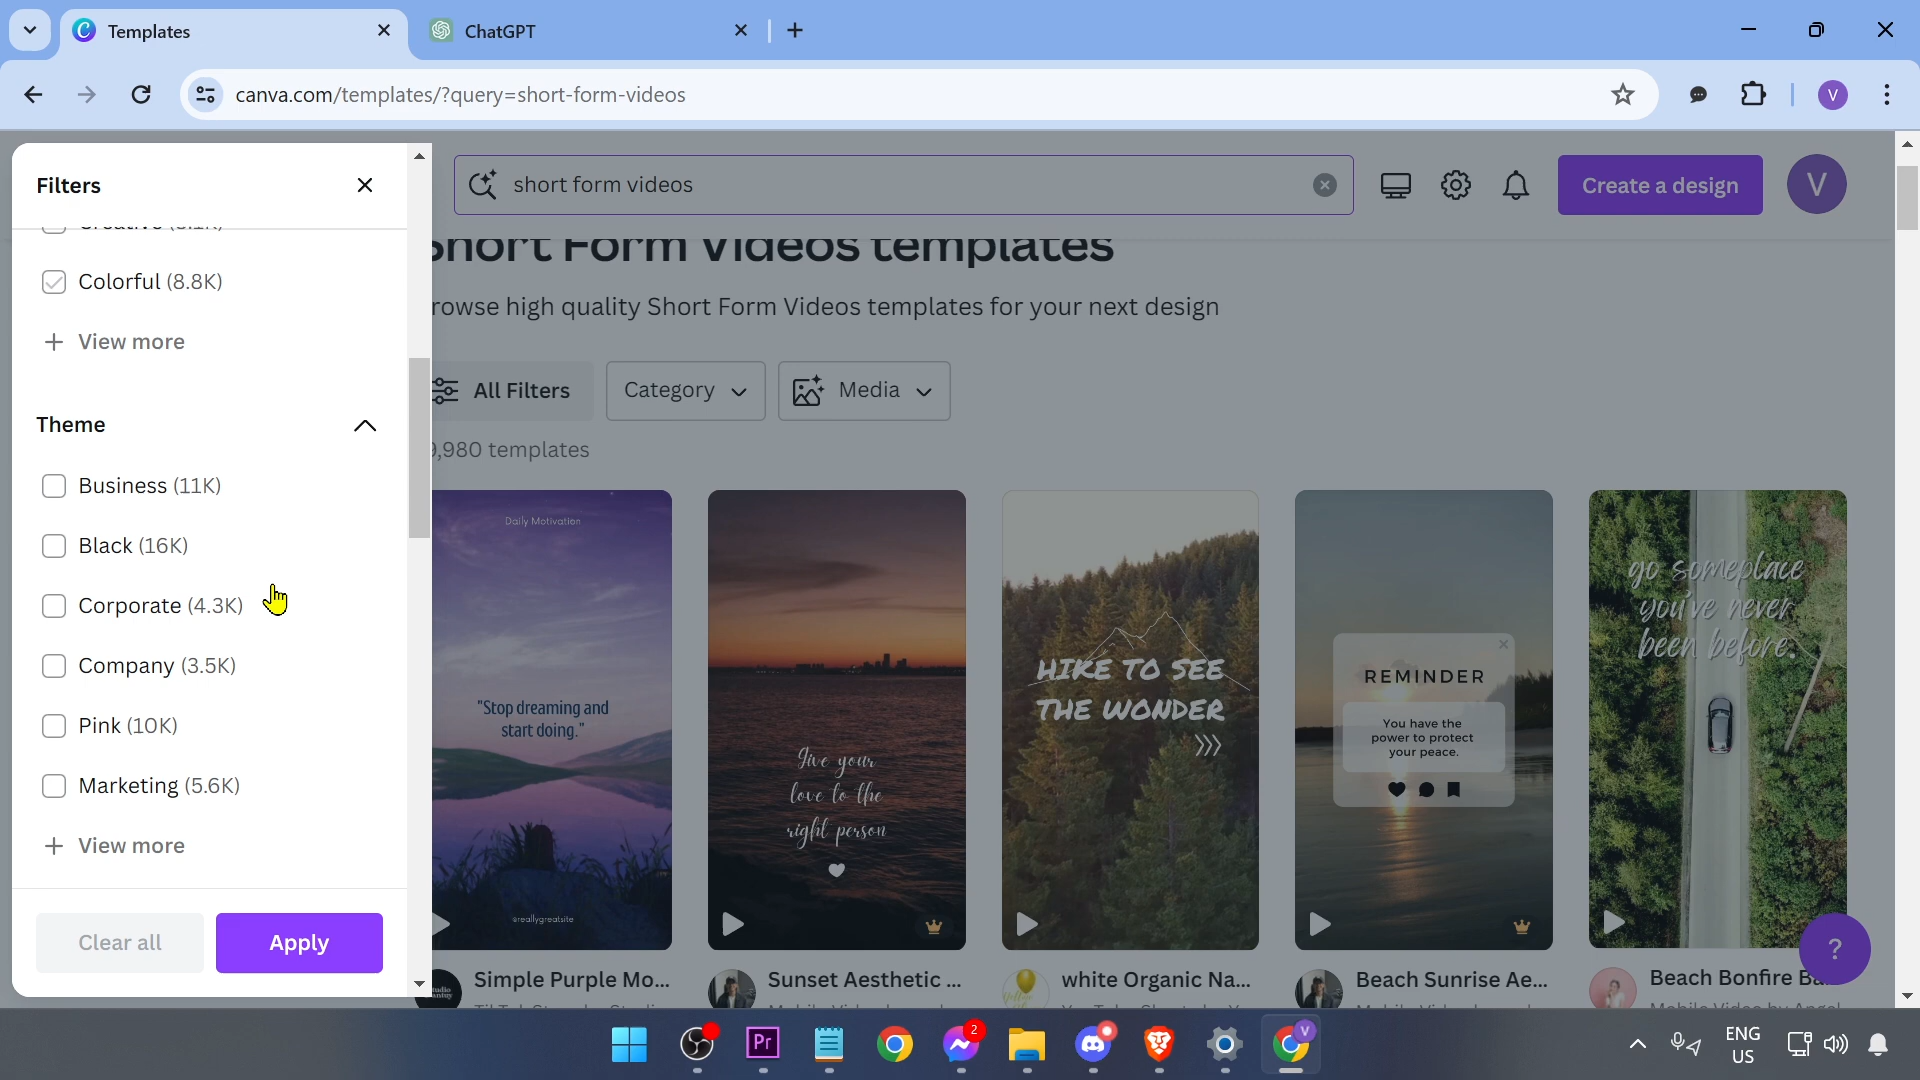 Templates
ChatGPT
canva.com/templates/?query=short-form-videos
V
Filters
short form videos
Create a design
V
Colorful (8.8K)
View more
Theme
Business (11K)
Black (16K)
Corporate (4.3K)
Company (3.5K)
Pink (10K)
Marketing (5.6K)
View more
Clear all
Apply
Short Form Videos templates
rowse high quality Short Form Videos templates for your next design
All Filters
Category
Media
9,980 templates
Daily Motivation
"Stop dreaming and
start doing."
@reallygreatsite
Give your
love to the
right person
HIKE TO SEE
THE WONDER
REMINDER
You have the
power to protect
your peace.
go someplace
you've never
been before.
?
Simple Purple Mo...
Sunset Aesthetic ...
white Organic Na...
Beach Sunrise Ae...
Beach Bonfire B
Pr
2
V
ENG
US